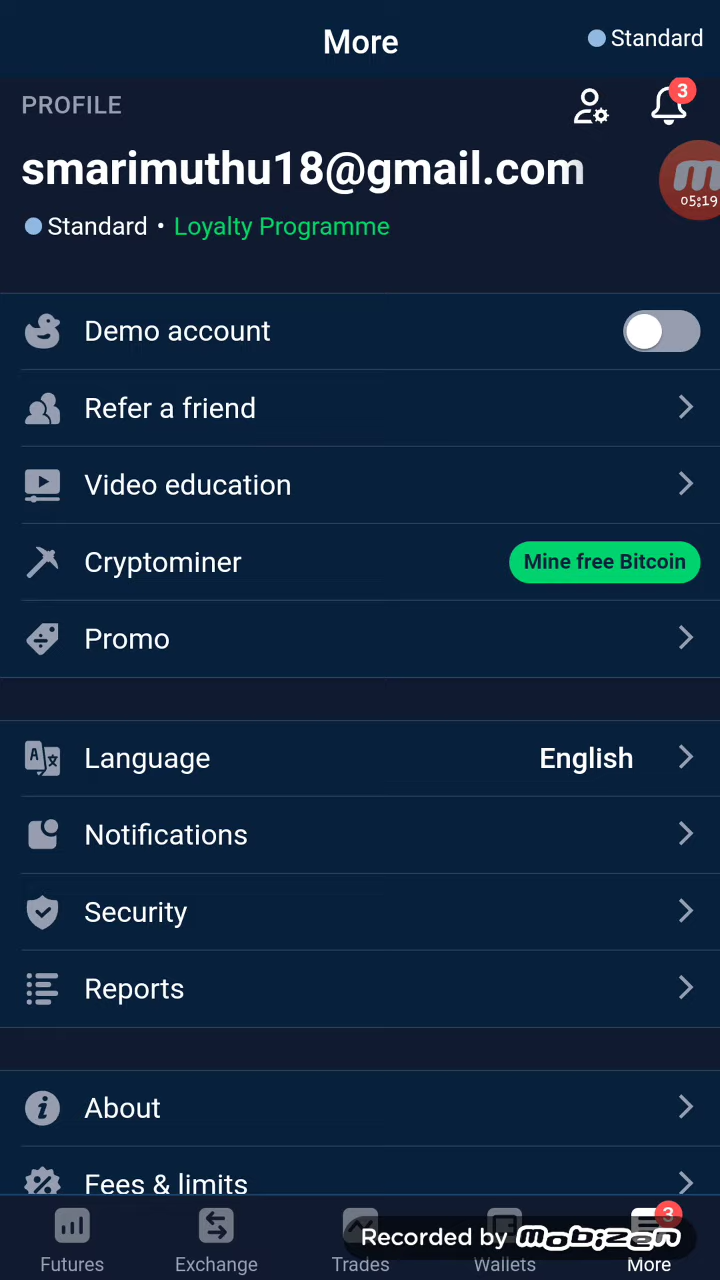 More
Standard
PROFILE
3
smarimuthu18@gmail.com
05:19
Standard • Loyalty Programme
Demo account
Refer a friend
Video education
Cryptominer
Mine free Bitcoin
Promo
Language
English
Notifications
Security
Reports
About
Fees & limits
3
Recorded by mobizen
Futures
Exchange
Trades
Wallets
More